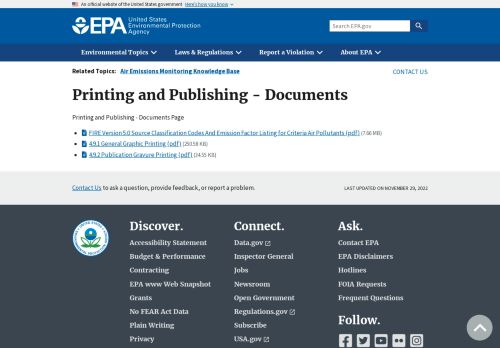 An official website of the United States government Here's how you know
EPA United States Environmental Protection Agency
Search EPA.gov
Environmental Topics Laws & Regulations Report a Violation About EPA
Related Topics: Air Emissions Monitoring Knowledge Base CONTACT US
Printing and Publishing - Documents
Printing and Publishing - Documents Page
FIRE Version 5.0 Source Classification Codes And Emission Factor Listing for Criteria Air Pollutants (pdf) (7.66 MB)
4.9.1 General Graphic Printing (pdf) (250.58 KB)
4.9.2 Publication Gravure Printing (pdf) (34.55 KB)
Contact Us to ask a question, provide feedback, or report a problem. LAST UPDATED ON NOVEMBER 29, 2022
Discover. Connect. Ask.
Accessibility Statement Data.gov Contact EPA
Budget & Performance Inspector General EPA Disclaimers
Contracting Jobs Hotlines
EPA www Web Snapshot Newsroom FOIA Requests
Grants Open Government Frequent Questions
No FEAR Act Data Regulations.gov
Follow.
Plain Writing Subscribe
Privacy USA.gov